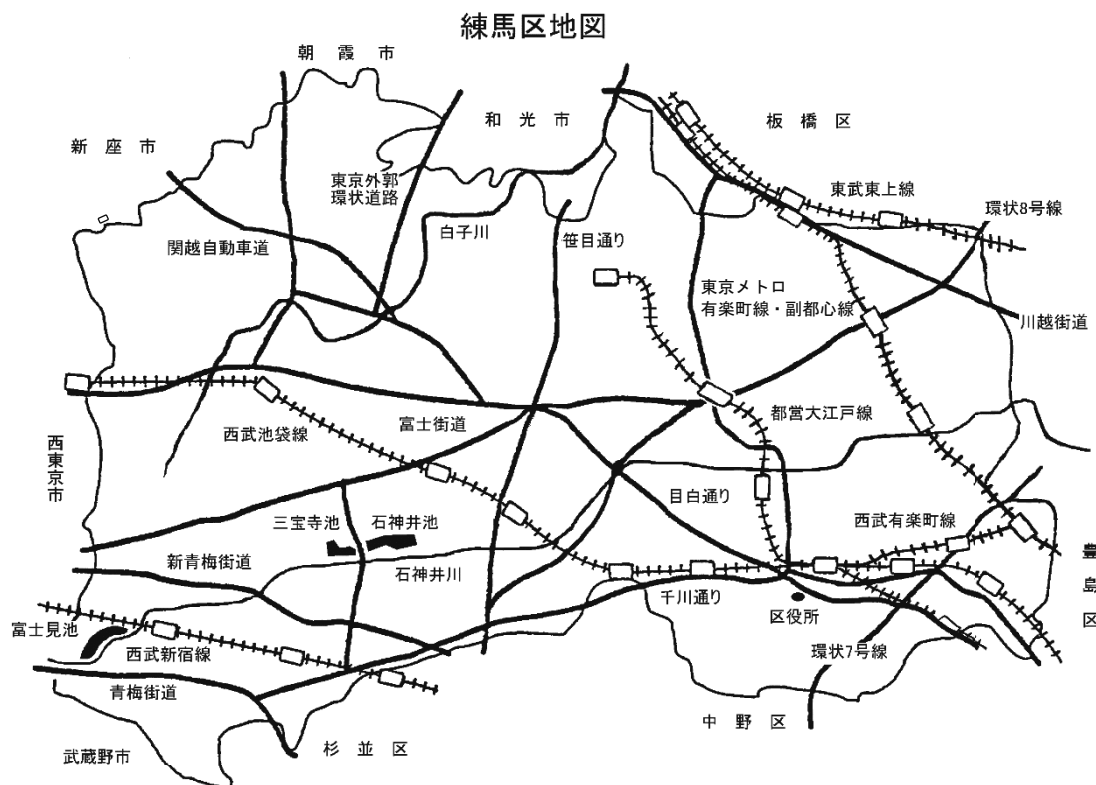 練馬区地図
朝霞市
和光市
板橋区
新座市
東京外郭
環状道路
東武東上線
環状8号線
白子川
笹目通り
関越自動車道
東京メトロ
有楽町線・副都心線
川越街道
西武池袋線
富士街道
都営大江戸線
西東京市
目白通り
三宝寺池
石神井池
西武有楽町線
新青梅街道
石神井川
豊島区
千川通り
区役所
富士見池
西武新宿線
環状7号線
青梅街道
中野区
武蔵野市
杉並区